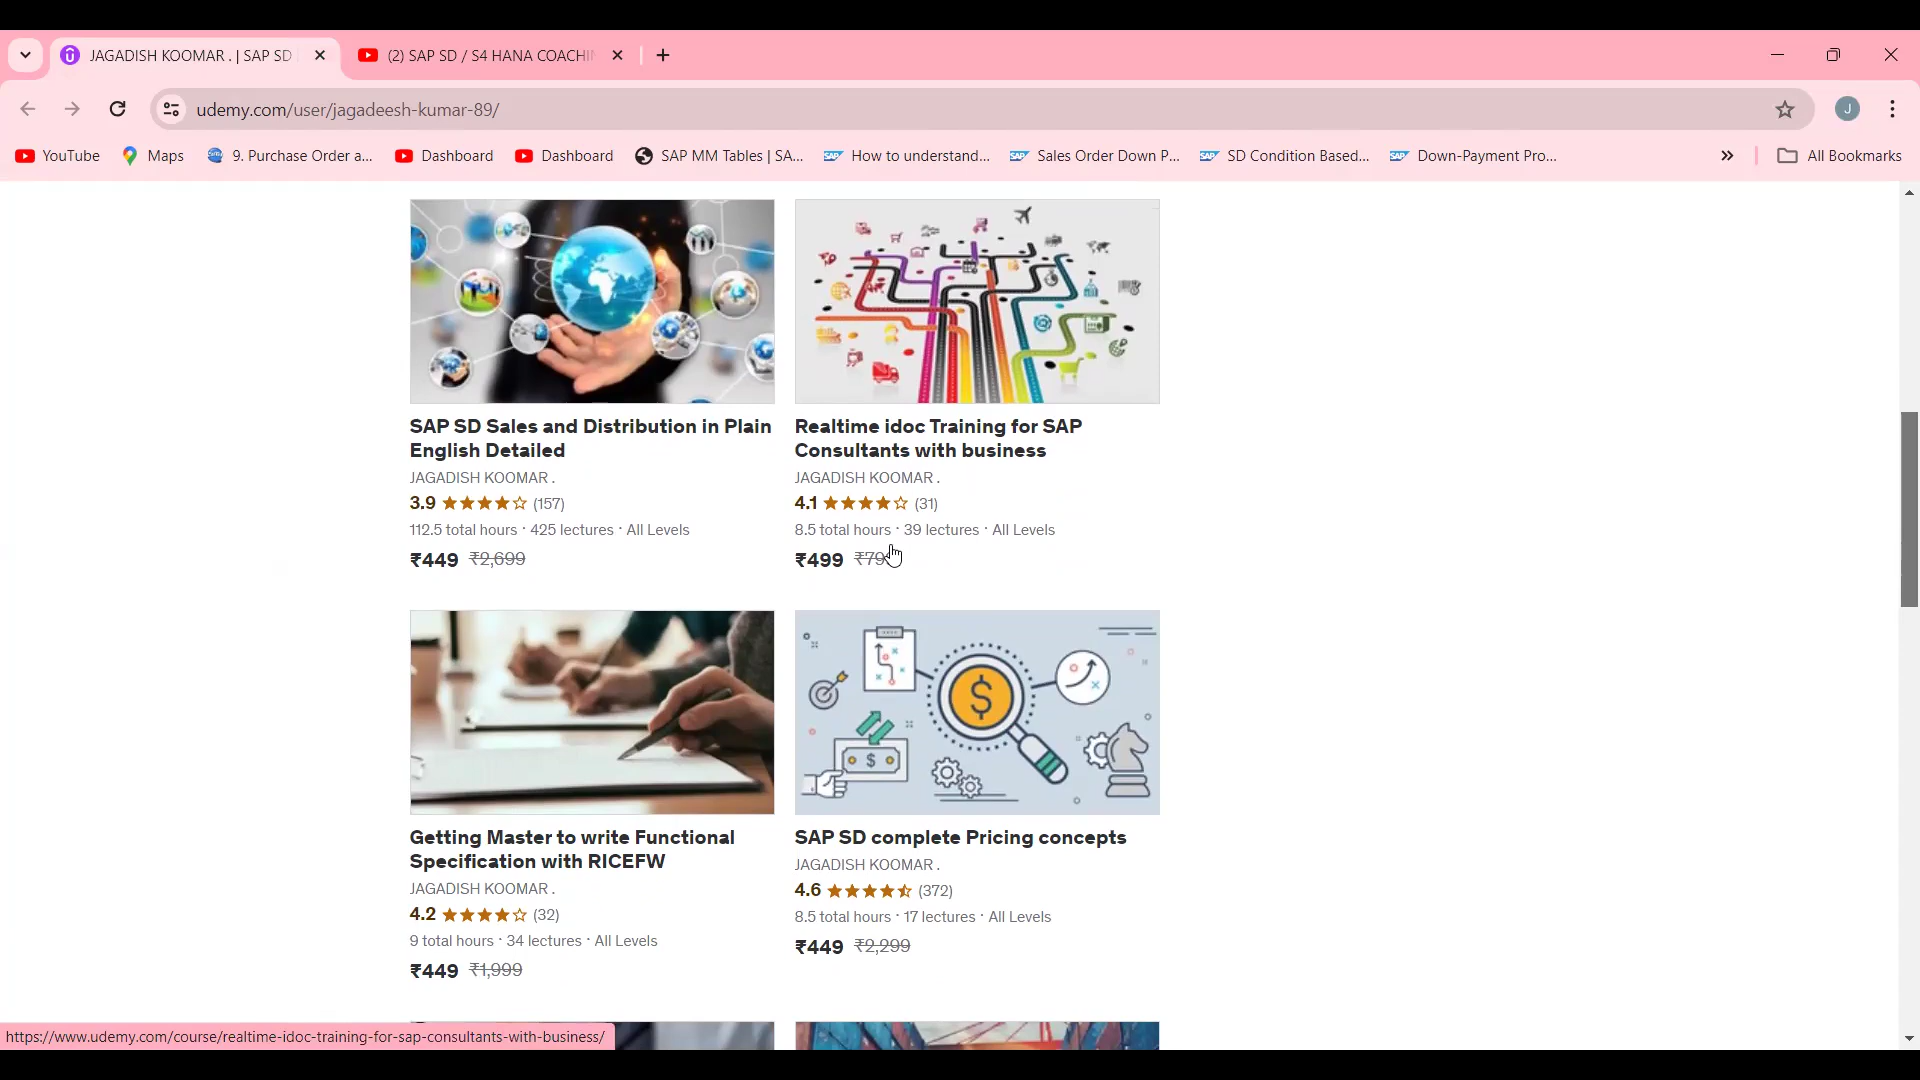 JAGADISH KOOMAR . | SAP SD
(2) SAP SD / S4 HANA COACHIN
udemy.com/user/jagadeesh-kumar-89/
J
YouTube
Maps
9. Purchase Order a...
Dashboard
Dashboard
SAP MM Tables | SA...
How to understand...
Sales Order Down P...
SD Condition Based...
Down-Payment Pro...
All Bookmarks
SAP SD Sales and Distribution in Plain
English Detailed
JAGADISH KOOMAR .
3.9 (157)
112.5 total hours · 425 lectures · All Levels
₹449 ₹2,699
Realtime idoc Training for SAP
Consultants with business
JAGADISH KOOMAR .
4.1 (31)
8.5 total hours · 39 lectures · All Levels
₹499
Getting Master to write Functional
Specification with RICEFW
JAGADISH KOOMAR .
4.2 (32)
9 total hours · 34 lectures · All Levels
₹449 ₹1,999
SAP SD complete Pricing concepts
JAGADISH KOOMAR .
4.6 (372)
8.5 total hours · 17 lectures · All Levels
₹449 ₹2,299
https://www.udemy.com/course/realtime-idoc-training-for-sap-consultants-with-business/